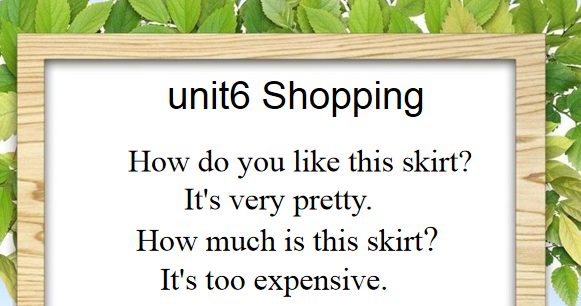 unit6 Shopping
How do you like this skirt?
It's very pretty.
How much is this skirt?
It's too expensive.